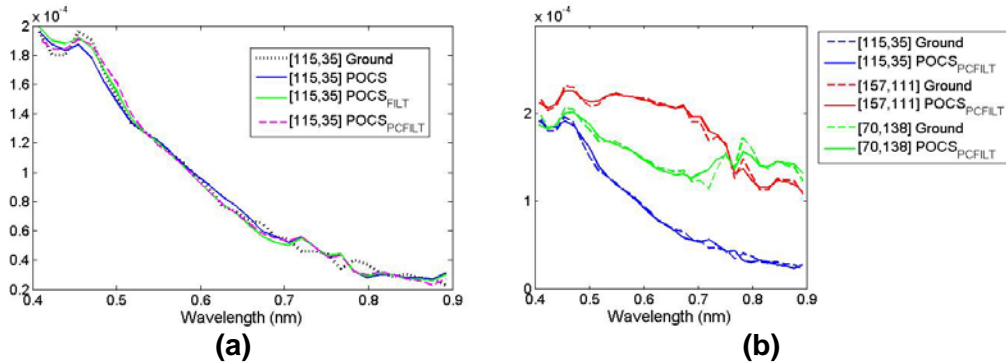 x 10⁻⁴
2
1.8
1.6
1.4
1.2
1
0.8
0.6
0.4
0.2
0.4 0.5 0.6 0.7 0.8 0.9
Wavelength (nm)
[115,35] Ground
[115,35] POCS
[115,35] POCS_FILT
[115,35] POCS_PCFILT
(a)
x 10⁻⁴
2
1
0
0.4 0.5 0.6 0.7 0.8 0.9
Wavelength (nm)
[115,35] Ground
[115,35] POCS_PCFILT
[157,111] Ground
[157,111] POCS_PCFILT
[70,138] Ground
[70,138] POCS_PCFILT
(b)